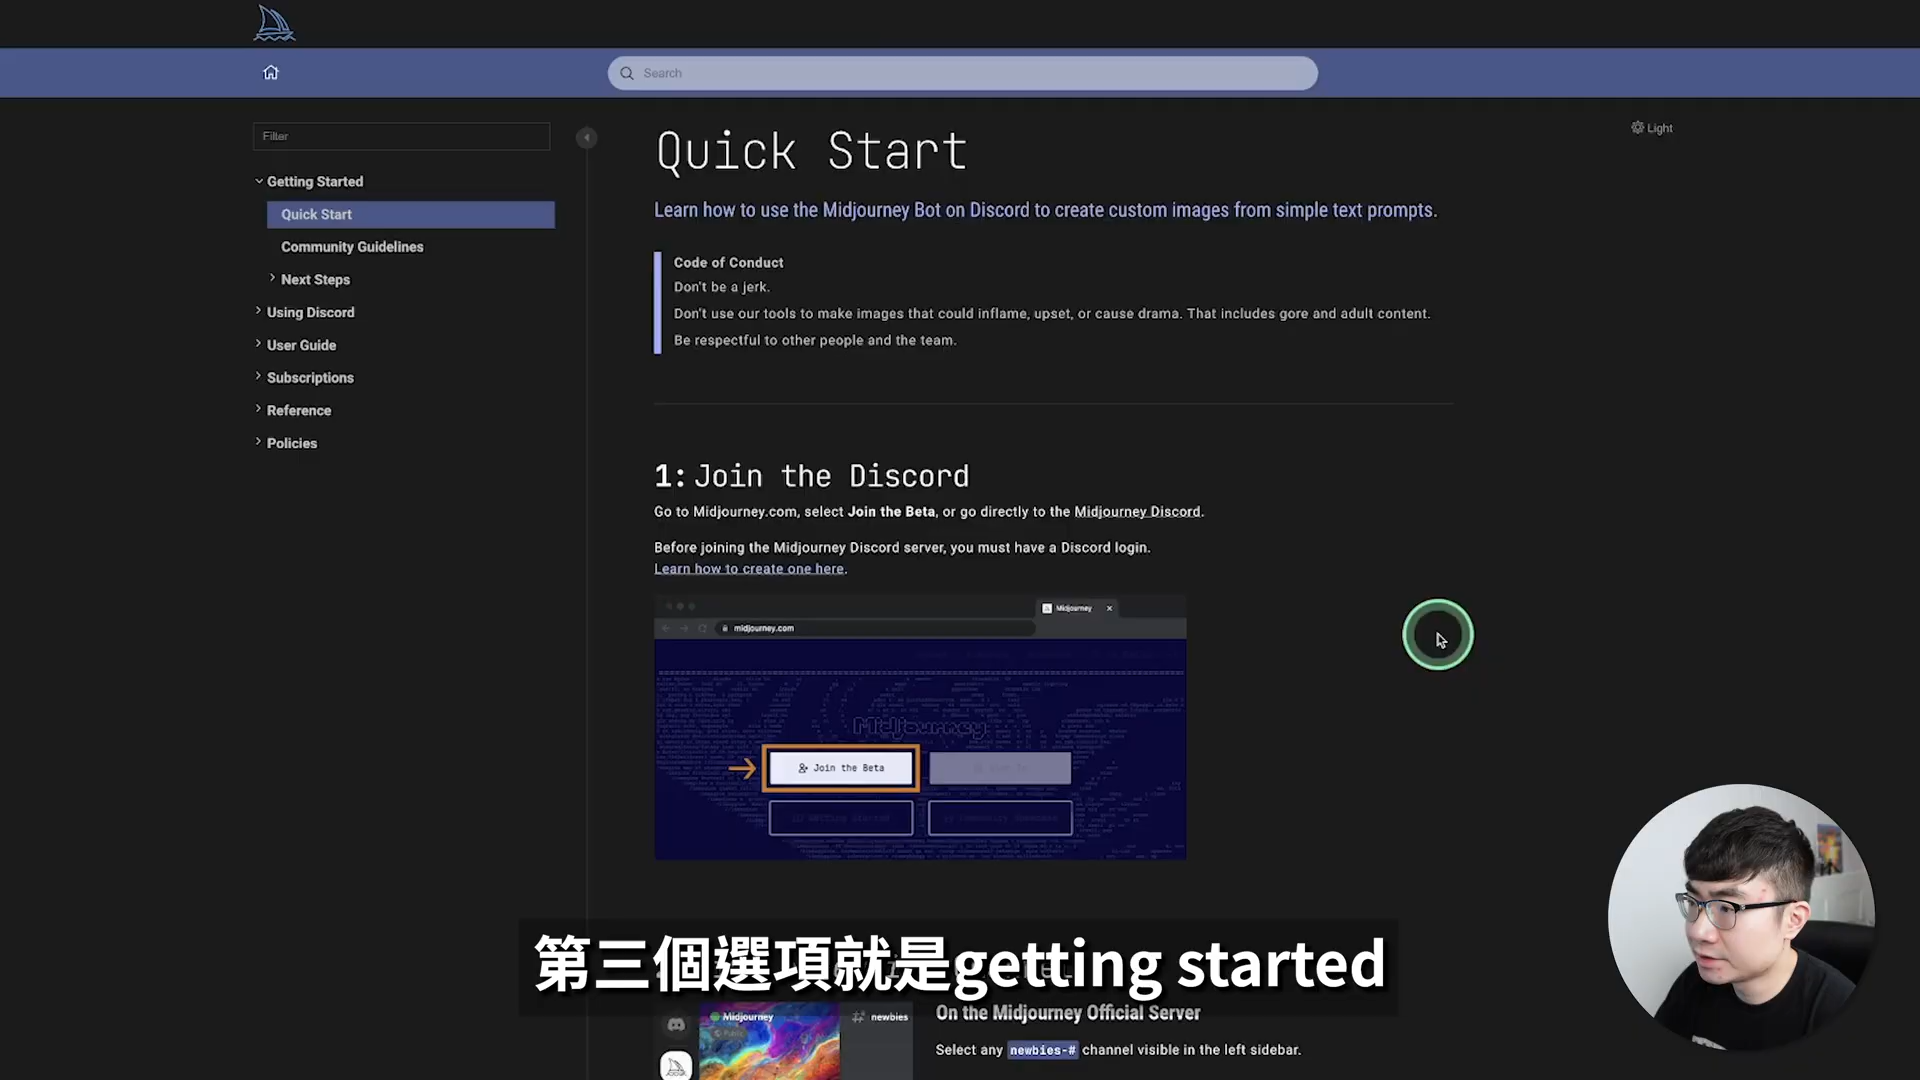 Search
Filter
Getting Started
Quick Start
Community Guidelines
Next Steps
Using Discord
User Guide
Subscriptions
Reference
Policies
Light
Quick Start
Learn how to use the Midjourney Bot on Discord to create custom images from simple text prompts.
Code of Conduct
Don't be a jerk.
Don't use our tools to make images that could inflame, upset, or cause drama. That includes gore and adult content.
Be respectful to other people and the team.
1: Join the Discord
Go to Midjourney.com, select Join the Beta, or go directly to the Midjourney Discord.
Before joining the Midjourney Discord server, you must have a Discord login.
Learn how to create one here.
Midjourney
midjourney.com
Midjourney
Join the Beta
Getting Started
第三個選項就是getting started
Midjourney
Public
newbies
On the Midjourney Official Server
Select any newbies-# channel visible in the left sidebar.